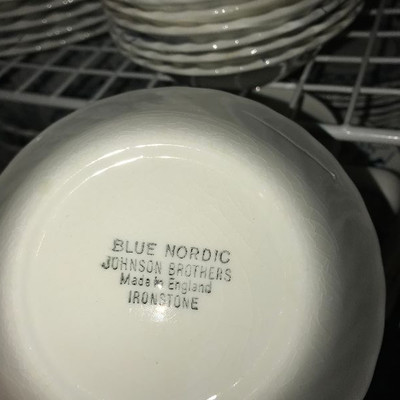 BLUE NORDIC
JOHNSON BROTHERS
Made in England
IRONSTONE